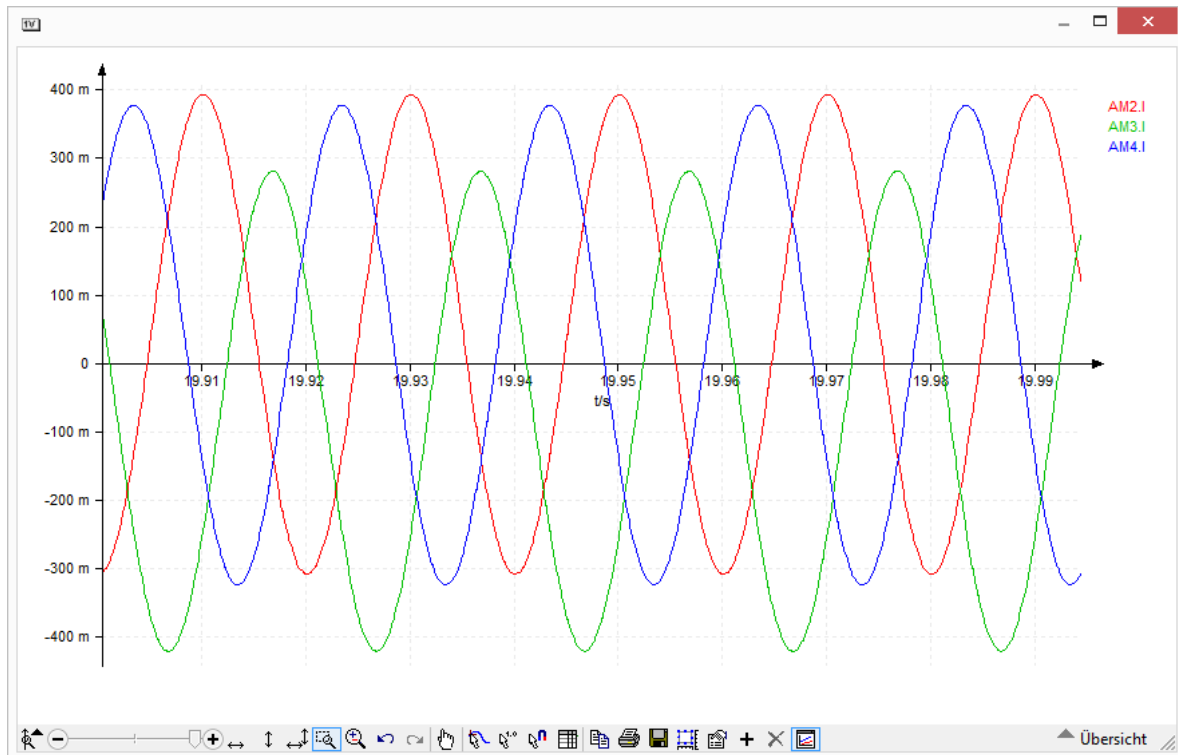 1V
400 m
300 m
200 m
100 m
0
-100 m
-200 m
-300 m
-400 m
19.91 19.92 19.93 19.94 19.95 19.96 19.97 19.98 19.99
t/s
AM2.I
AM3.I
AM4.I
Übersicht